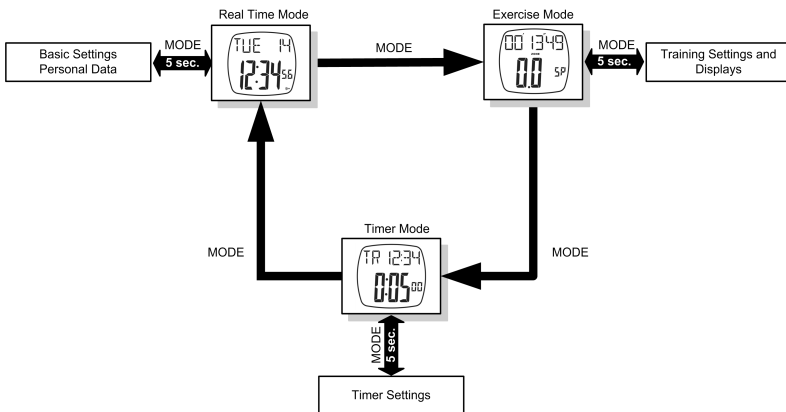 Real Time Mode
Exercise Mode
TUE 14
12:34 56
MODE
00 13'49
0.0 SP
Basic Settings
Personal Data
MODE
5 sec.
MODE
5 sec.
Training Settings and
Displays
Timer Mode
MODE
TR 12:34
0:05 00
MODE
MODE
5 sec.
Timer Settings